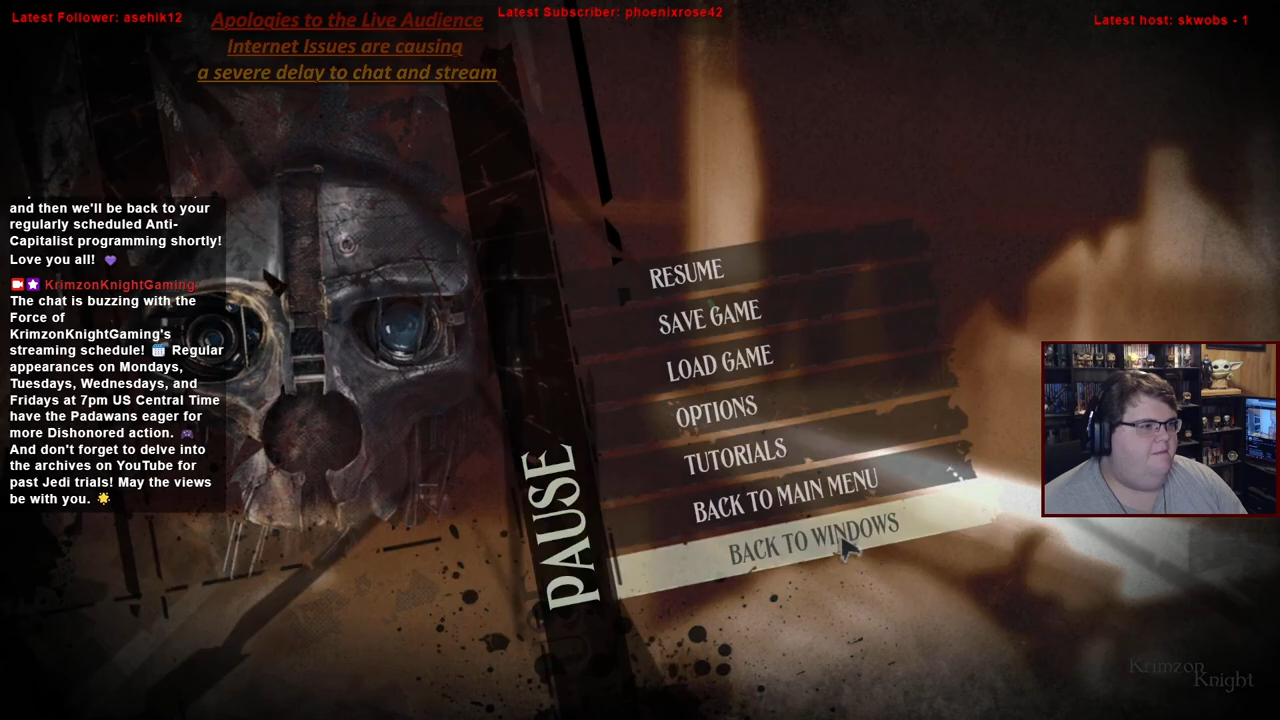 Latest Follower: asehik12
Apologies to the Live Audience
Internet Issues are causing
a severe delay to chat and stream
Latest Subscriber: phoenixrose42
Latest host: skwobs - 1
and then we'll be back to your
regularly scheduled Anti-
Capitalist programming shortly!
Love you all! 💜
KrimzonKnightGaming:
The chat is buzzing with the
Force of
KrimzonKnightGaming's
streaming schedule! 📅 Regular
appearances on Mondays,
Tuesdays, Wednesdays, and
Fridays at 7pm US Central Time
have the Padawans eager for
more Dishonored action. 🎮
And don't forget to delve into
the archives on YouTube for
past Jedi trials! May the views
be with you. 🌟
PAUSE
RESUME
SAVE GAME
LOAD GAME
OPTIONS
TUTORIALS
BACK TO MAIN MENU
BACK TO WINDOWS
Krimzon
Knight